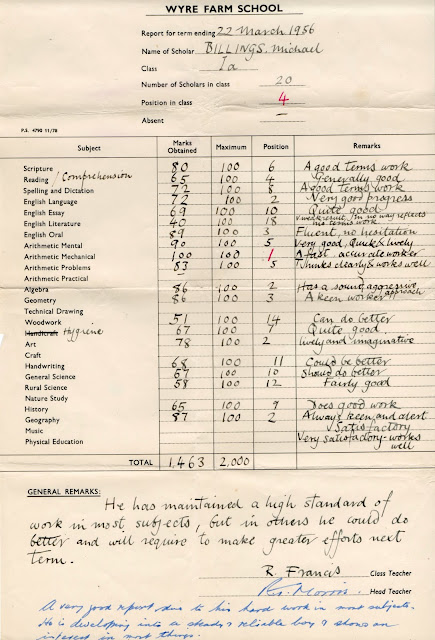 WYRE FARM SCHOOL
Report for term ending 22 March 1956
Name of Scholar BILLINGS, Michael
Class Ia
Number of Scholars in class 20
Position in class 4
Absent —
P.S. 4790 11/78
Subject Marks Obtained Maximum Position Remarks
Scripture 80 100 6 A good terms work
Reading / Comprehension 65 100 4 Generally good
Spelling and Dictation 72 100 8 A good terms work
English Language 72 100 2 Very good progress
English Essay 69 100 10 Quite good
English Literature 40 100 18 V. weak result. In no way reflects his terms work
English Oral 89 100 3 Fluent, no hesitation
Arithmetic Mental 90 100 5 Very good, Quick & lively
Arithmetic Mechanical 100 100 1 A fast accurate worker
Arithmetic Problems 83 100 5 Thinks clearly & works well
Arithmetic Practical —
Algebra 86 100 2 Has a sound, aggressive approach
Geometry 86 100 3 A keen worker
Technical Drawing
Woodwork 51 100 14 Can do better
Handicraft Hygiene 67 100 7 Quite good.
Art 78 100 2 Lively and imaginative
Craft
Handwriting 68 100 11 Could be better
General Science 57 100 10 Should do better
Rural Science 58 100 12 Fairly good
Nature Study
History 65 100 9 Does good work
Geography 87 100 2 Always keen and alert
Music Satisfactory
Physical Education Very satisfactory - works well
TOTAL 1,463 2,000
GENERAL REMARKS:
He has maintained a high standard of
work in most subjects, but in others he could do
better and will require to make greater efforts next
term.
R. Francis Class Teacher
Morris Head Teacher
A very good report due to his hard work in most subjects.
He is developing into a steady & reliable boy & shows an
interest in most things.